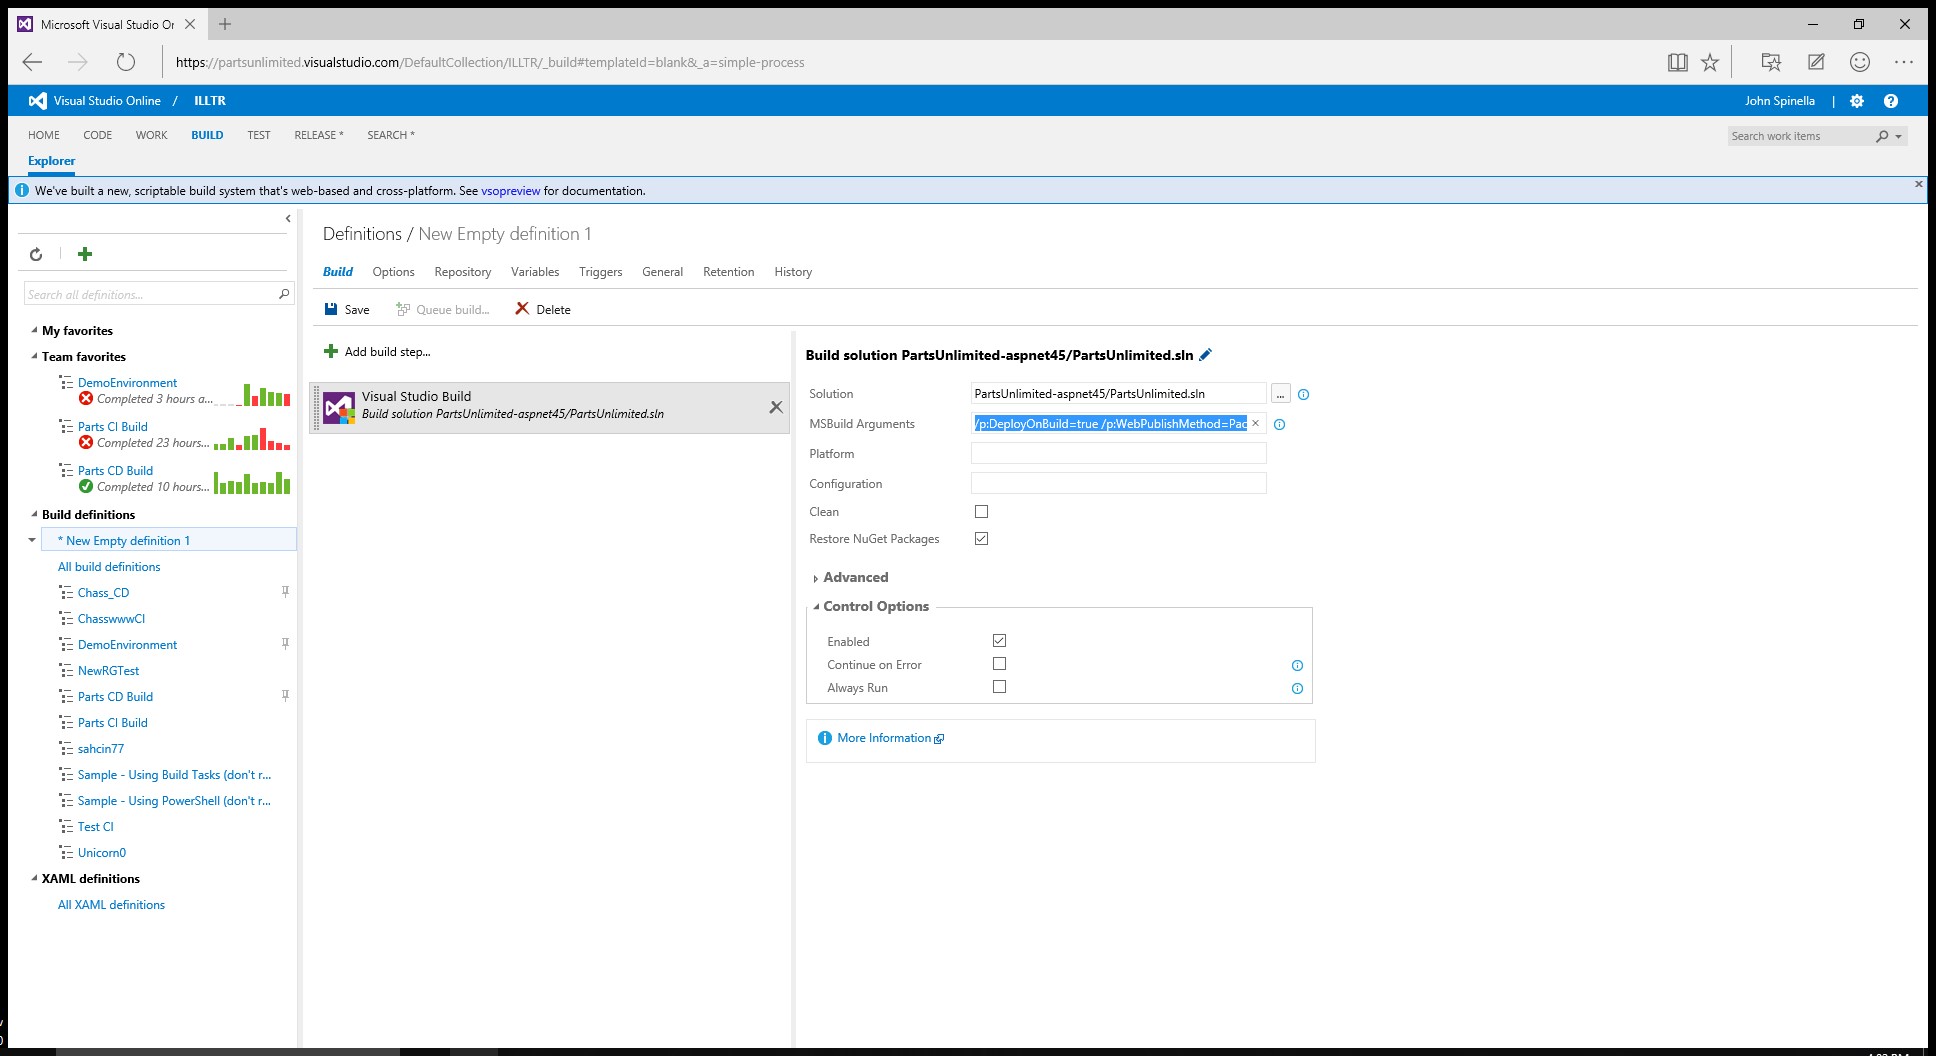 Microsoft Visual Studio Or
https://partsunlimited.visualstudio.com/DefaultCollection/ILLTR/_build#templateId=blank&_a=simple-process
Visual Studio Online / ILLTR
John Spinella |
HOME CODE WORK BUILD TEST RELEASE * SEARCH *
Search work items
Explorer
We've built a new, scriptable build system that's web-based and cross-platform. See vsopreview for documentation.
Search all definitions...
My favorites
Team favorites
DemoEnvironment
Completed 3 hours a...
Parts CI Build
Completed 23 hours...
Parts CD Build
Completed 10 hours...
Build definitions
* New Empty definition 1
All build definitions
Chass_CD
ChasswwwCI
DemoEnvironment
NewRGTest
Parts CD Build
Parts CI Build
sahcin77
Sample - Using Build Tasks (don't r...
Sample - Using PowerShell (don't r...
Test CI
Unicorn0
XAML definitions
All XAML definitions
Definitions / New Empty definition 1
Build Options Repository Variables Triggers General Retention History
Save Queue build... Delete
Add build step...
Visual Studio Build
Build solution PartsUnlimited-aspnet45/PartsUnlimited.sln
Build solution PartsUnlimited-aspnet45/PartsUnlimited.sln
Solution PartsUnlimited-aspnet45/PartsUnlimited.sln ...
MSBuild Arguments /p:DeployOnBuild=true /p:WebPublishMethod=Pac
Platform
Configuration
Clean
Restore NuGet Packages
Advanced
Control Options
Enabled
Continue on Error
Always Run
More Information